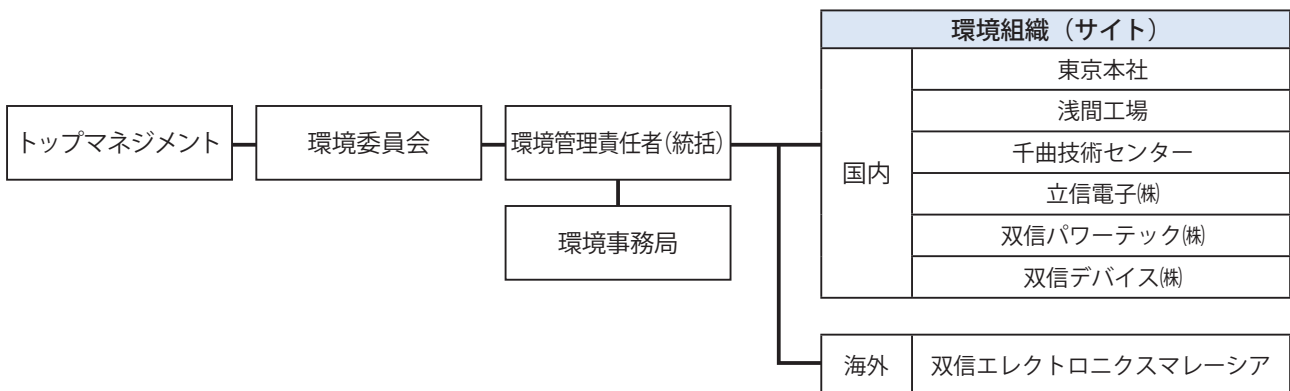 環境組織（サイト）
国内
東京本社
浅間工場
千曲技術センター
立信電子㈱
双信パワーテック㈱
双信デバイス㈱
トップマネジメント
環境委員会
環境管理責任者(統括)
環境事務局
海外
双信エレクトロニクスマレーシア